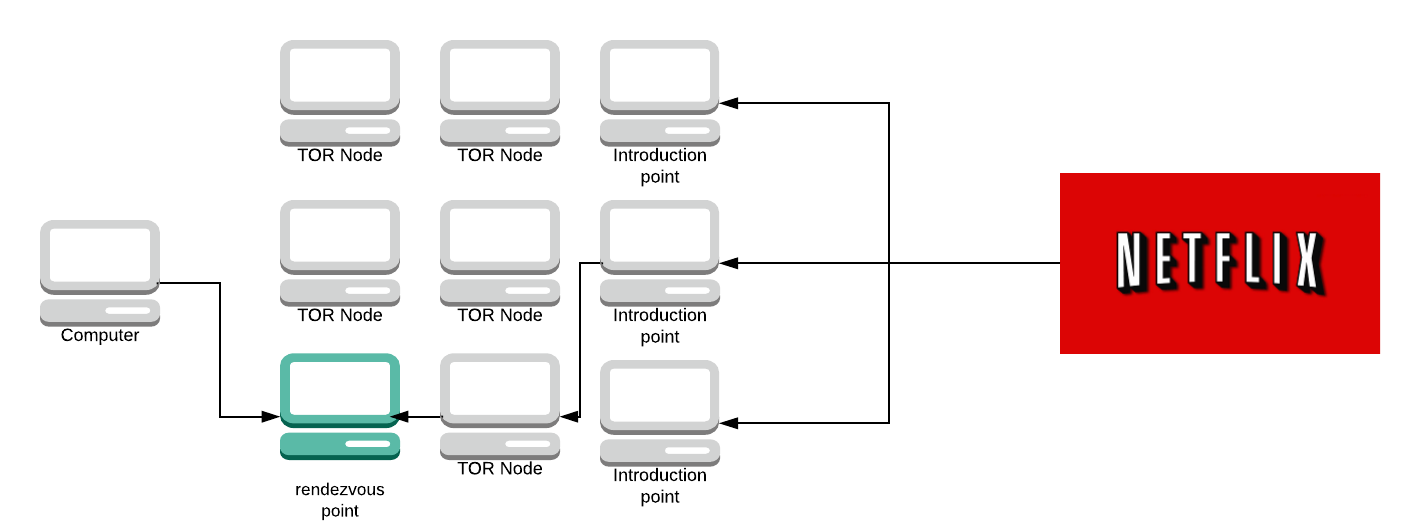 TOR Node
TOR Node
Introduction
point
TOR Node
TOR Node
Introduction
point
Computer
NETFLIX
TOR Node
Introduction
point
rendezvous
point